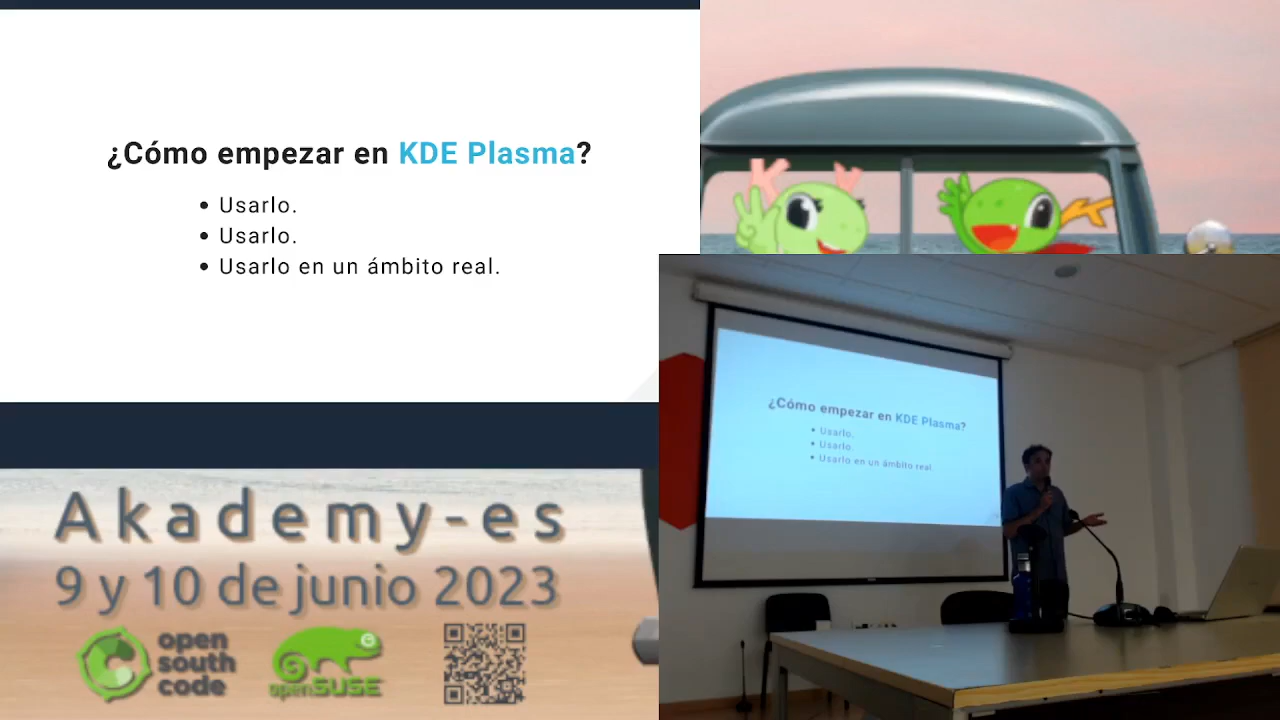 ¿Cómo empezar en KDE Plasma?
• Usarlo.
• Usarlo.
• Usarlo en un ámbito real.
¿Cómo empezar en KDE Plasma?
• Usarlo.
• Usarlo.
• Usarlo en un ámbito real.
Akademy-es
9 y 10 de junio 2023
open
south
code
openSUSE